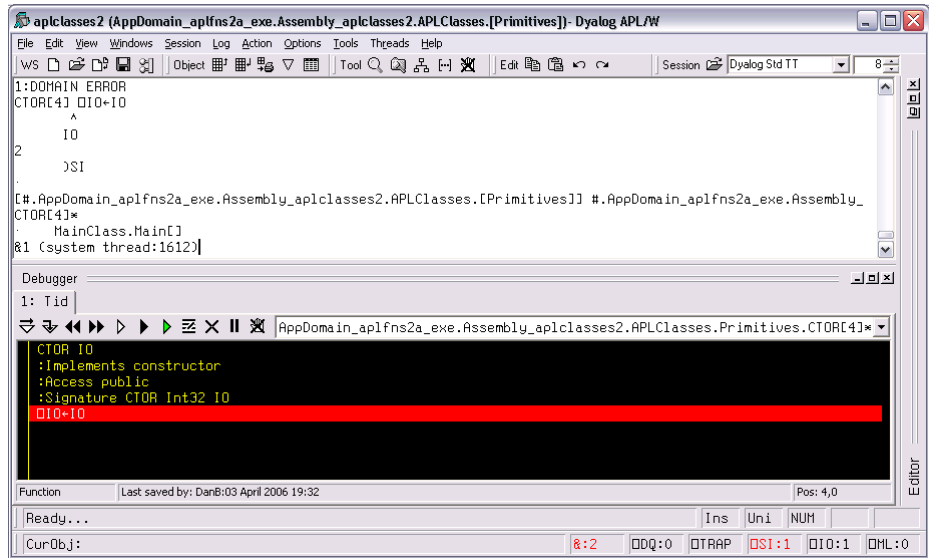 aplclasses2 (AppDomain_aplfns2a_exe.Assembly_aplclasses2.APLClasses.[Primitives])- Dyalog APL/W
File Edit View Windows Session Log Action Options Tools Threads Help
WS Object Tool Edit Session Dyalog Std TT 8
1:DOMAIN ERROR
CTOR[4] ⎕IO←IO
∧
IO
2
)SI
·
[#.AppDomain_aplfns2a_exe.Assembly_aplclasses2.APLClasses.[Primitives]] #.AppDomain_aplfns2a_exe.Assembly_
CTOR[4]*
· MainClass.Main[]
&1 (system thread:1612)
Debugger
1: Tid
AppDomain_aplfns2a_exe.Assembly_aplclasses2.APLClasses.Primitives.CTOR[4]*
CTOR IO
:Implements constructor
:Access public
:Signature CTOR Int32 IO
⎕IO←IO
Editor
Function Last saved by: DanB:03 April 2006 19:32 Pos: 4,0
Ready... Ins Uni NUM
CurObj: &:2 ⎕DQ:0 ⎕TRAP ⎕SI:1 ⎕IO:1 ⎕ML:0